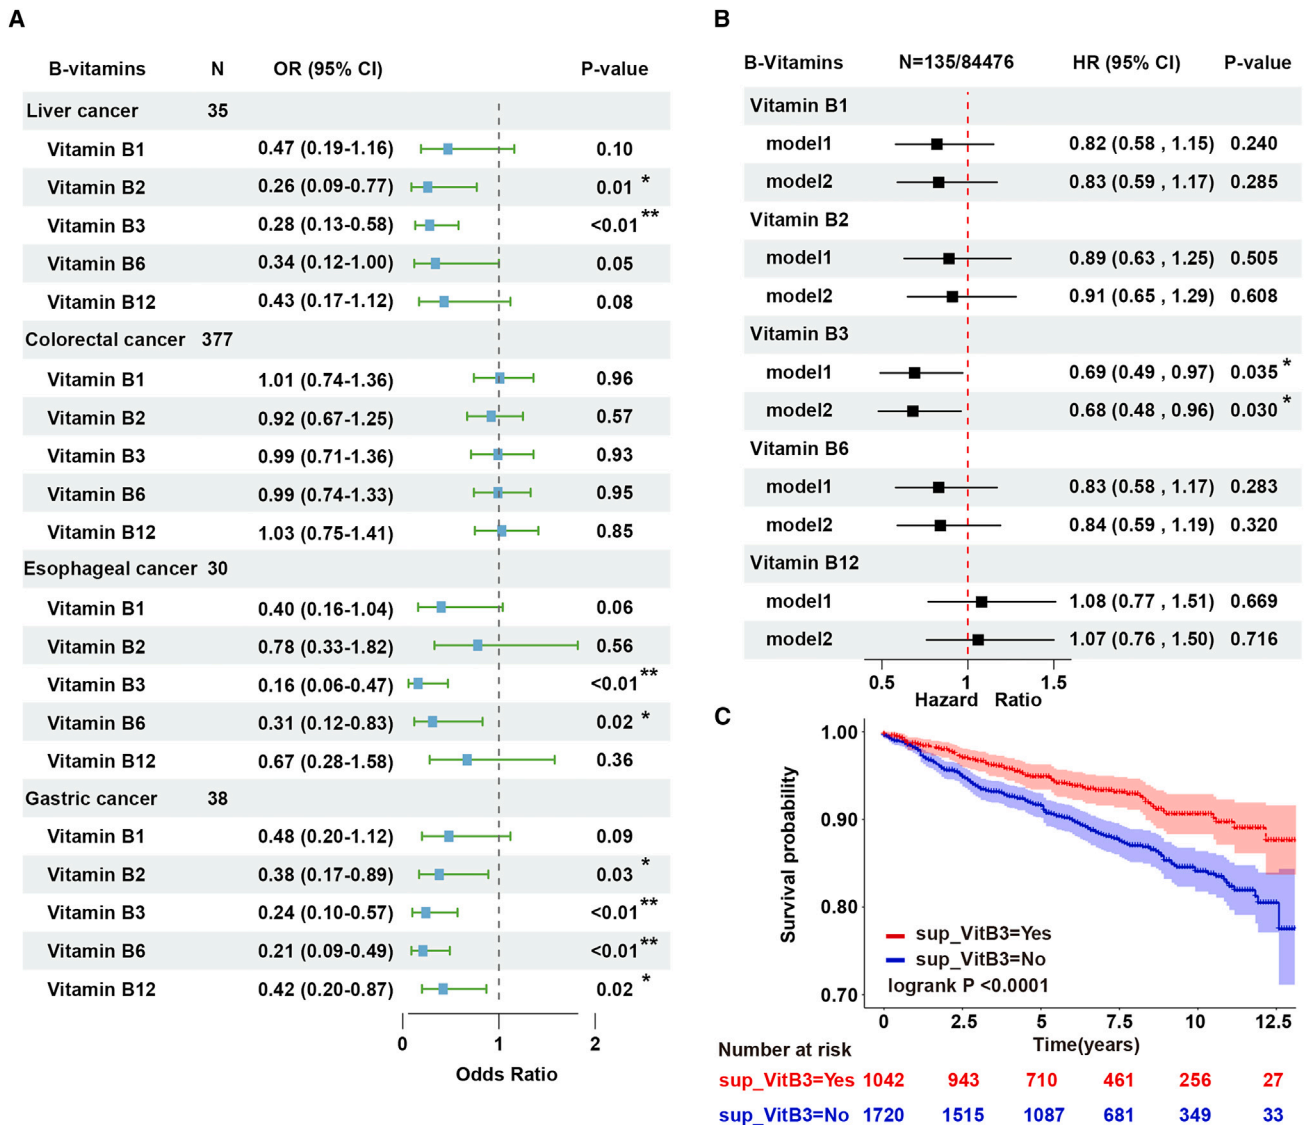 A
B-vitamins N OR (95% CI) P-value
Liver cancer 35
Vitamin B1 0.47 (0.19-1.16) 0.10
Vitamin B2 0.26 (0.09-0.77) 0.01 *
Vitamin B3 0.28 (0.13-0.58) <0.01 **
Vitamin B6 0.34 (0.12-1.00) 0.05
Vitamin B12 0.43 (0.17-1.12) 0.08
Colorectal cancer 377
Vitamin B1 1.01 (0.74-1.36) 0.96
Vitamin B2 0.92 (0.67-1.25) 0.57
Vitamin B3 0.99 (0.71-1.36) 0.93
Vitamin B6 0.99 (0.74-1.33) 0.95
Vitamin B12 1.03 (0.75-1.41) 0.85
Esophageal cancer 30
Vitamin B1 0.40 (0.16-1.04) 0.06
Vitamin B2 0.78 (0.33-1.82) 0.56
Vitamin B3 0.16 (0.06-0.47) <0.01 **
Vitamin B6 0.31 (0.12-0.83) 0.02 *
Vitamin B12 0.67 (0.28-1.58) 0.36
Gastric cancer 38
Vitamin B1 0.48 (0.20-1.12) 0.09
Vitamin B2 0.38 (0.17-0.89) 0.03 *
Vitamin B3 0.24 (0.10-0.57) <0.01 **
Vitamin B6 0.21 (0.09-0.49) <0.01 **
Vitamin B12 0.42 (0.20-0.87) 0.02 *
0 1 2
Odds Ratio
B
B-Vitamins N=135/84476 HR (95% CI) P-value
Vitamin B1
model1 0.82 (0.58 , 1.15) 0.240
model2 0.83 (0.59 , 1.17) 0.285
Vitamin B2
model1 0.89 (0.63 , 1.25) 0.505
model2 0.91 (0.65 , 1.29) 0.608
Vitamin B3
model1 0.69 (0.49 , 0.97) 0.035 *
model2 0.68 (0.48 , 0.96) 0.030 *
Vitamin B6
model1 0.83 (0.58 , 1.17) 0.283
model2 0.84 (0.59 , 1.19) 0.320
Vitamin B12
model1 1.08 (0.77 , 1.51) 0.669
model2 1.07 (0.76 , 1.50) 0.716
0.5 1 1.5
Hazard Ratio
C
Survival probability
1.00
0.90
0.80
0.70
sup_VitB3=Yes
sup_VitB3=No
logrank P <0.0001
0 2.5 5 7.5 10 12.5
Time(years)
Number at risk
sup_VitB3=Yes 1042 943 710 461 256 27
sup_VitB3=No 1720 1515 1087 681 349 33